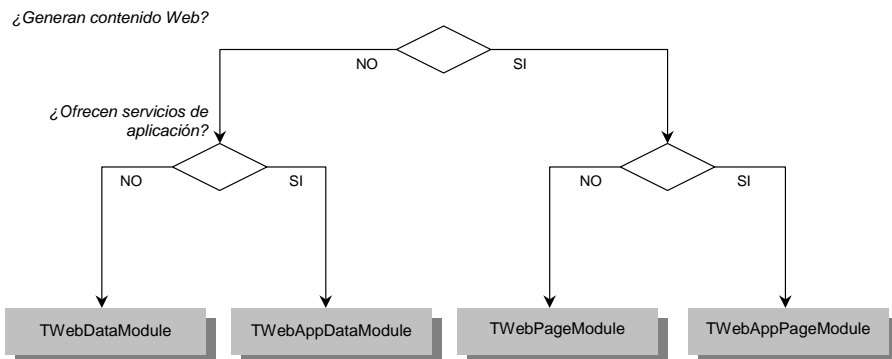 ¿Generan contenido Web?
NO
SI
¿Ofrecen servicios de
aplicación?
NO
SI
NO
SI
TWebDataModule
TWebAppDataModule
TWebPageModule
TWebAppPageModule